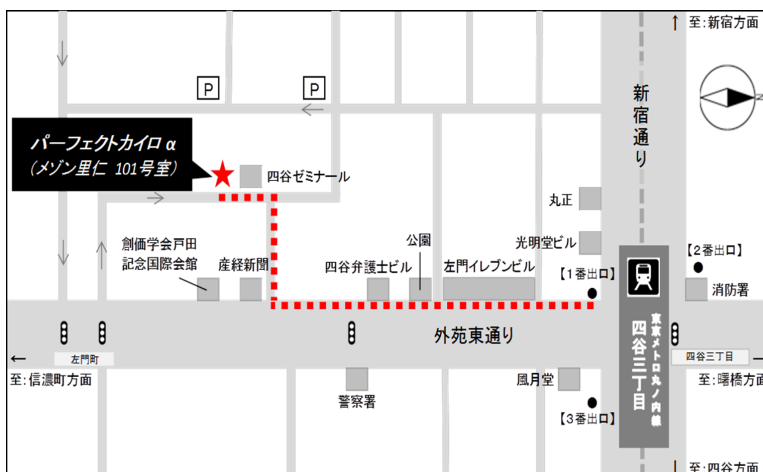 ↑ 至:新宿方面
P
P
新宿通り
N
パーフェクトカイロ α
(メゾン里仁 101号室)
四谷ゼミナール
丸正
創価学会戸田
記念国際会館
産経新聞
四谷弁護士ビル
公園
左門イレブンビル
光明堂ビル
【1番出口】
【2番出口】
消防署
外苑東通り
東京メトロ丸ノ内線
四谷三丁目
左門町
四谷三丁目
至:信濃町方面
至:曙橋方面
警察署
風月堂
【3番出口】
↓ 至:四谷方面